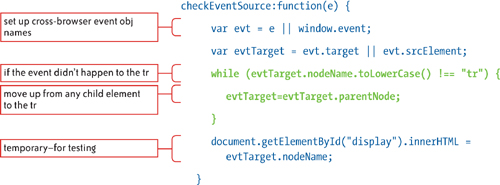 checkEventSource:function(e) {
set up cross-browser event obj
names
var evt = e || window.event;
var evtTarget = evt.target || evt.srcElement;
if the event didn't happen to the tr
while (evtTarget.nodeName.toLowerCase() !== "tr") {
move up from any child element
to the tr
evtTarget=evtTarget.parentNode;
}
temporary–for testing
document.getElementById("display").innerHTML =
evtTarget.nodeName;
}